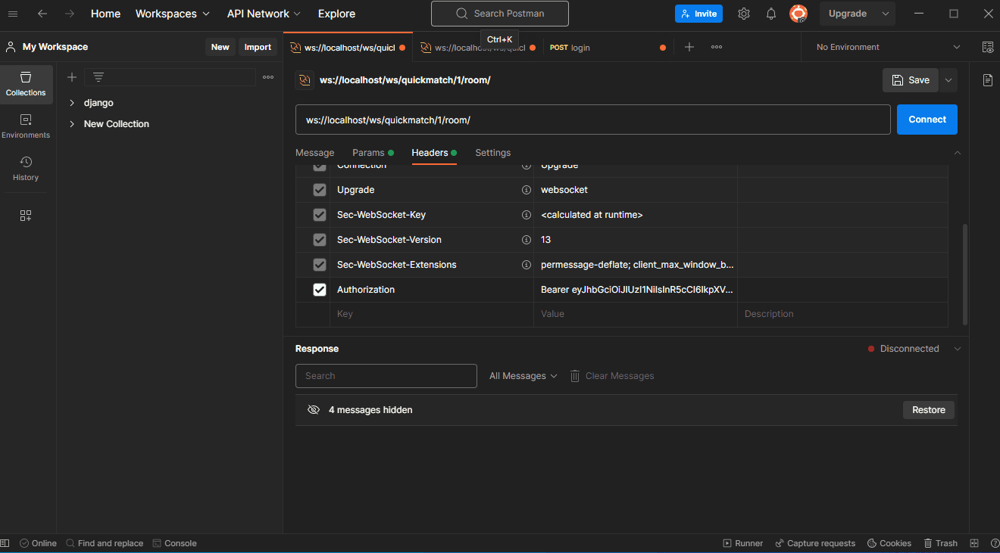 Home Workspaces API Network Explore Search Postman Invite Upgrade
Ctrl+K
My Workspace New Import ws://localhost/ws/quicl ws://localhost/ws/quicl POST login No Environment
Collections
Environments
History
django
New Collection
ws://localhost/ws/quickmatch/1/room/ Save
ws://localhost/ws/quickmatch/1/room/ Connect
Message Params Headers Settings
Connection Upgrade
Upgrade websocket
Sec-WebSocket-Key <calculated at runtime>
Sec-WebSocket-Version 13
Sec-WebSocket-Extensions permessage-deflate; client_max_window_b...
Authorization Bearer eyJhbGciOiJIUzI1NiIsInR5cCI6IkpXV...
Key Value Description
Response Disconnected
Search All Messages Clear Messages
4 messages hidden Restore
Online Find and replace Console Runner Capture requests Cookies Trash